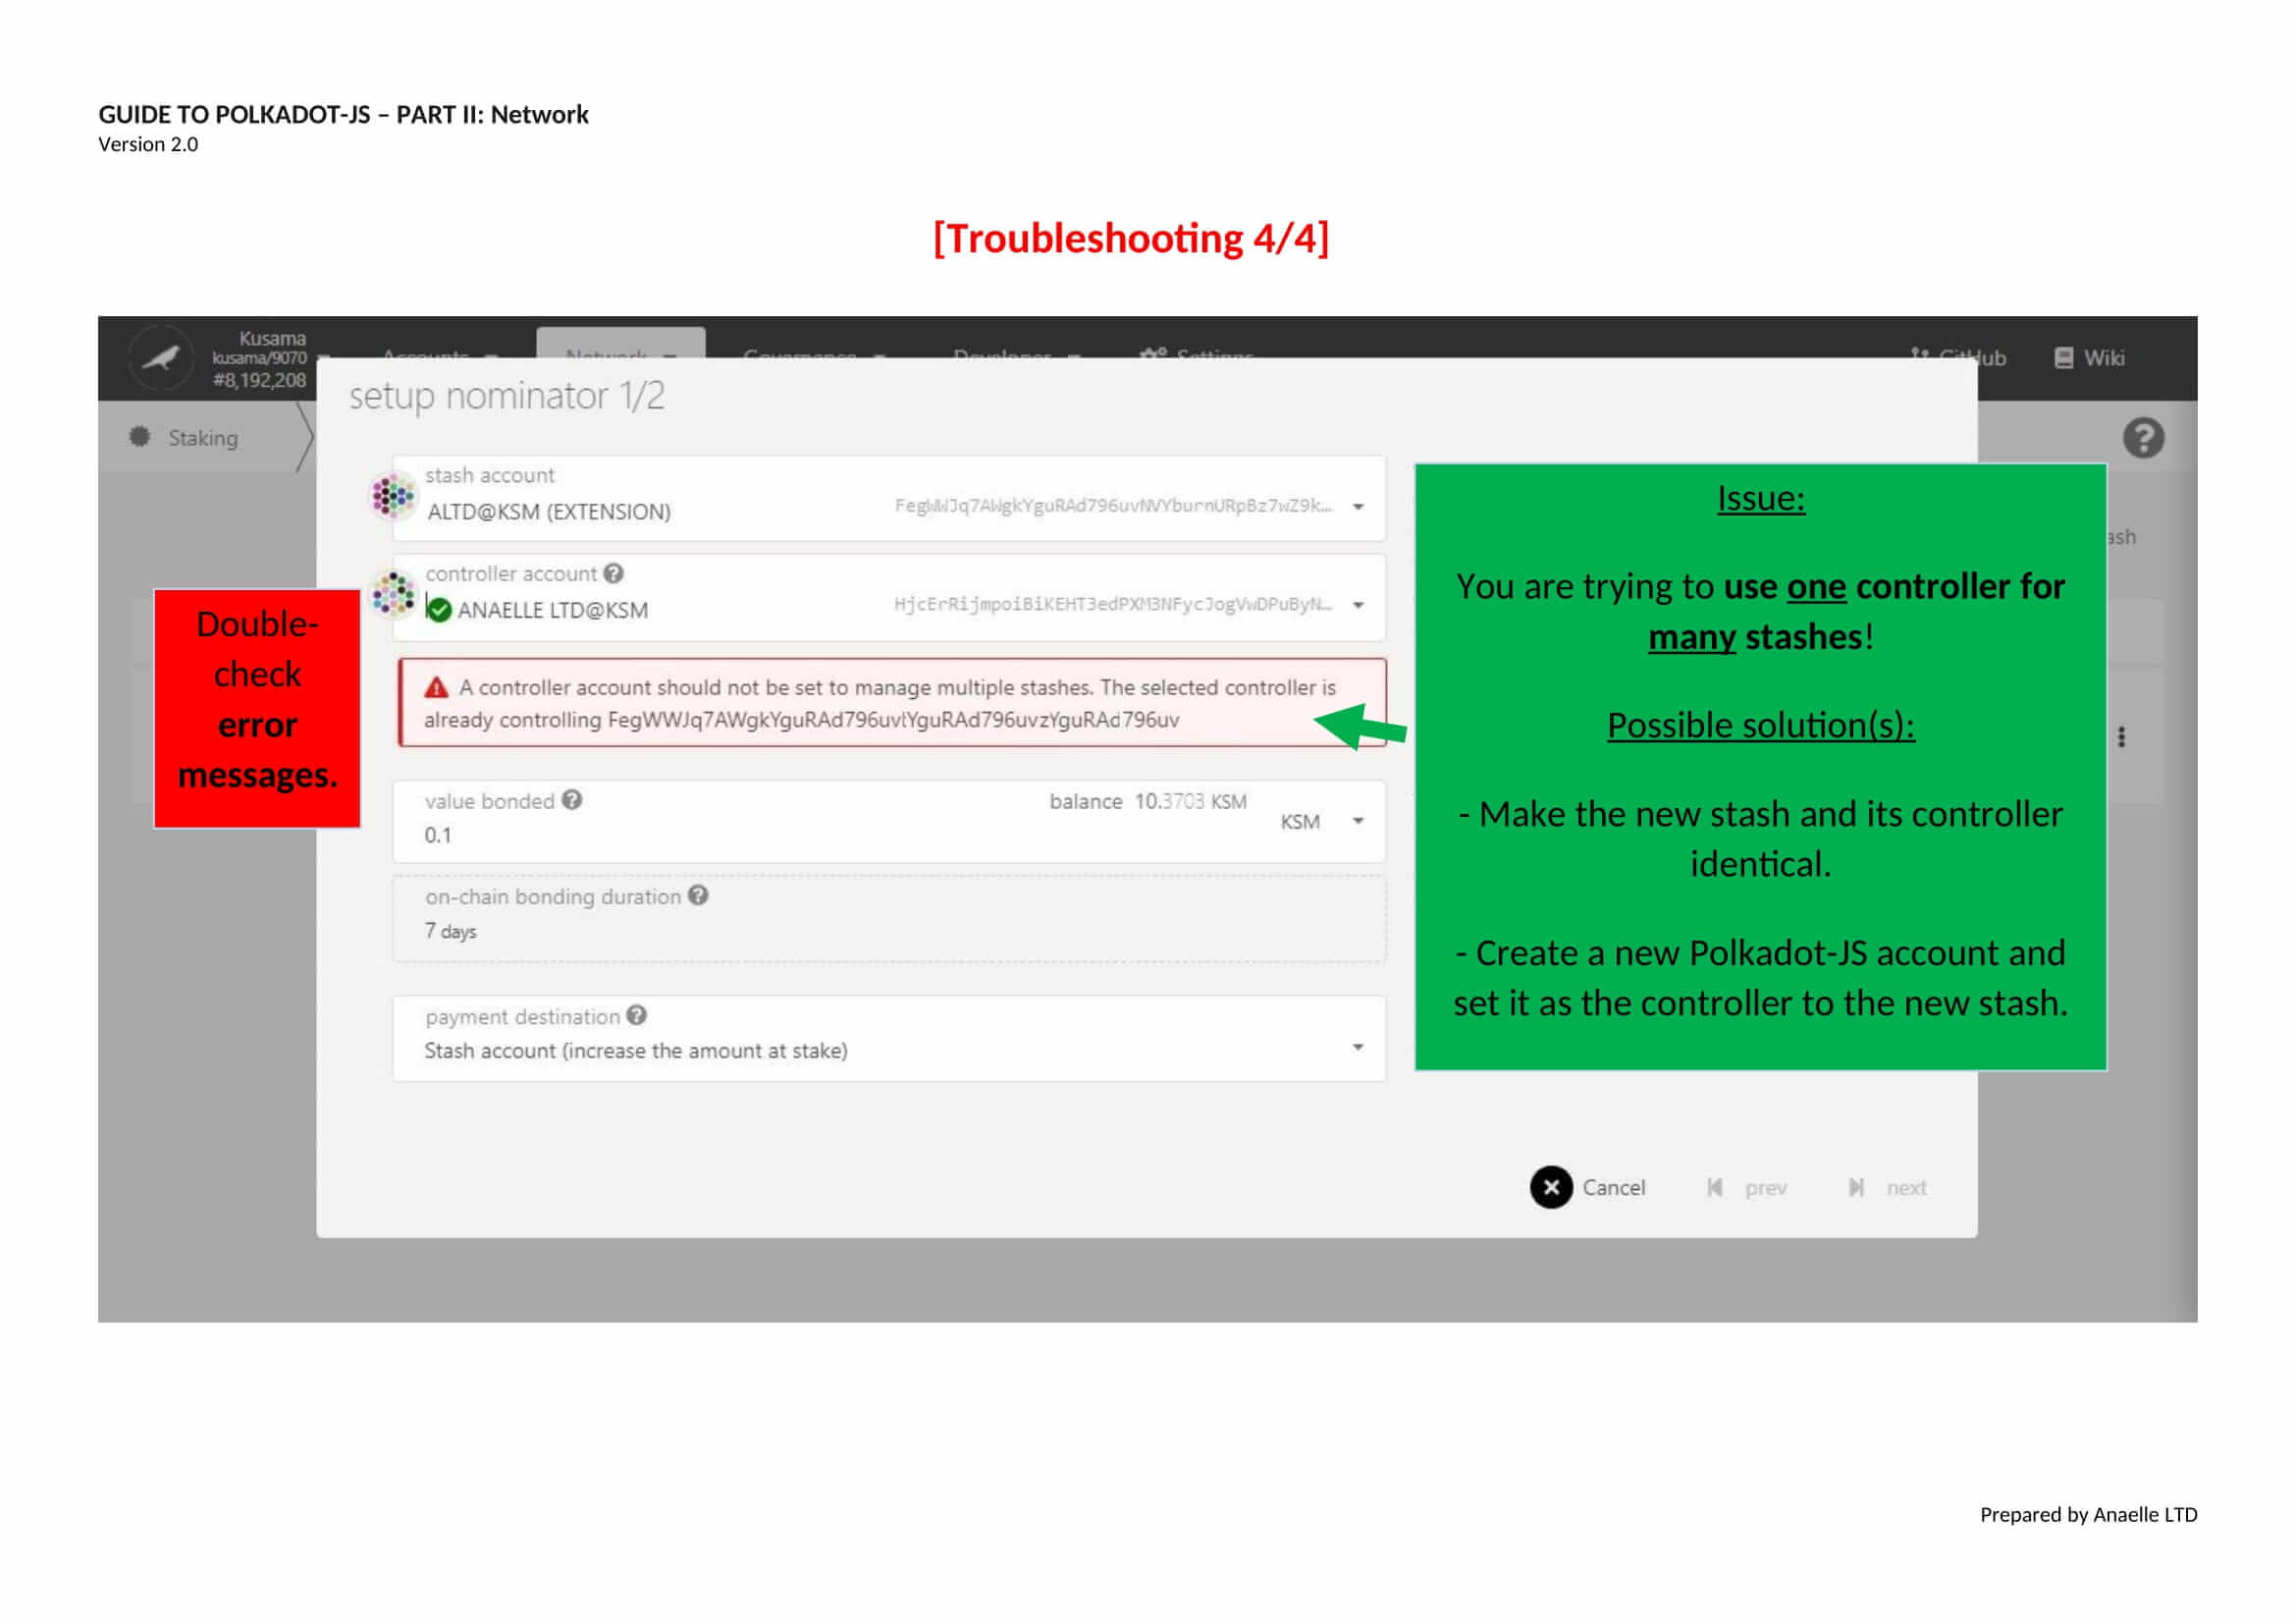 GUIDE TO POLKADOT-JS – PART II: Network
Version 2.0
[Troubleshooting 4/4]
Kusama
kusama/9070
#8,192,208
Accounts
Network
Governance
Developer
Settings
GitHub
Wiki
Staking
setup nominator 1/2
stash account
ALTD@KSM (EXTENSION)
FegWWJq7AWgkYguRAd796uvNVYburnURpBz7wZ9k...
controller account
ANAELLE LTD@KSM
HjcErRijmpoiBiKEHT3edPXM3NFycJogVwDPuByN...
A controller account should not be set to manage multiple stashes. The selected controller is
already controlling FegWWJq7AWgkYguRAd796uvtYguRAd796uvzYguRAd796uv
value bonded
balance 10.3703 KSM
0.1
KSM
on-chain bonding duration
7 days
payment destination
Stash account (increase the amount at stake)
Cancel
prev
next
Double-
check
error
messages.
Issue:
You are trying to use one controller for
many stashes!
Possible solution(s):
- Make the new stash and its controller
identical.
- Create a new Polkadot-JS account and
set it as the controller to the new stash.
Prepared by Anaelle LTD